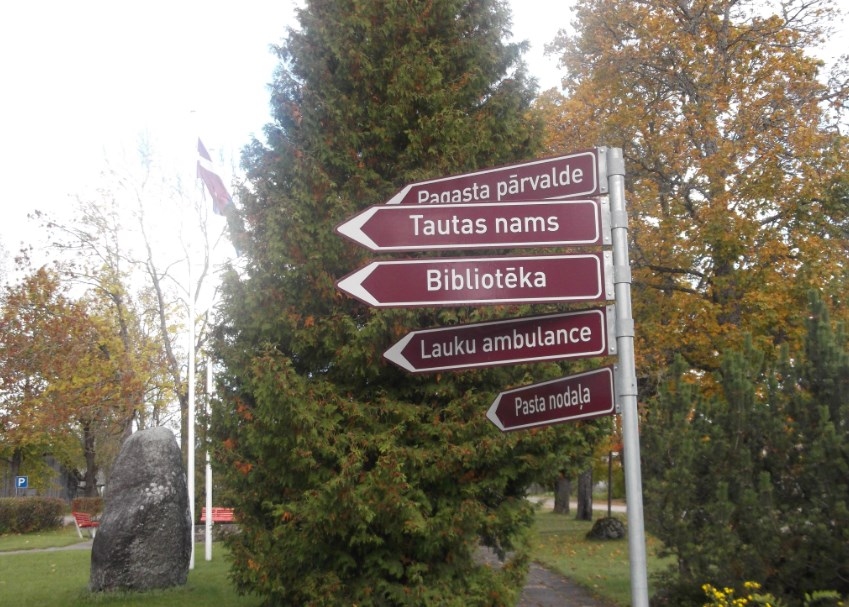 Pagasta pārvalde
Tautas nams
Bibliotēka
Lauku ambulance
Pasta nodaļa
P